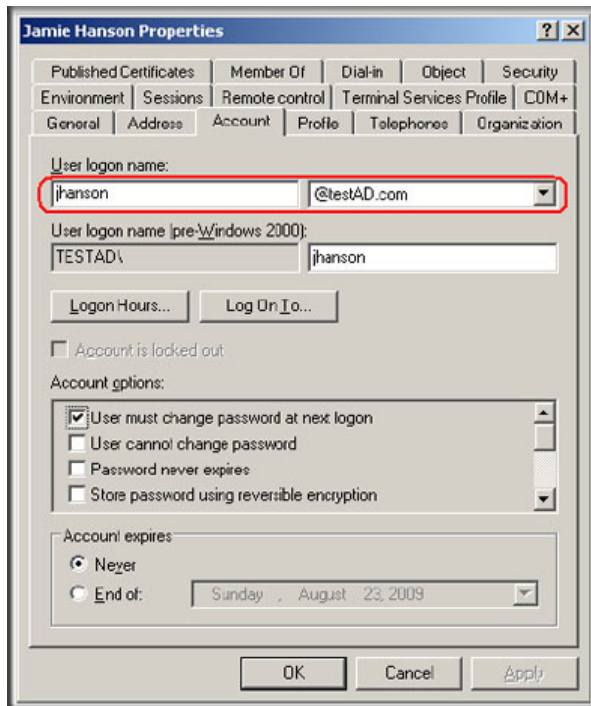 Jamie Hanson Properties
Published Certificates Member Of Dial-in Object Security
Environment Sessions Remote control Terminal Services Profile COM+
General Address Account Profile Telephones Organization
User logon name:
jhanson @testAD.com
User logon name (pre-Windows 2000):
TESTAD\ jhanson
Logon Hours... Log On To...
Account is locked out
Account options:
User must change password at next logon
User cannot change password
Password never expires
Store password using reversible encryption
Account expires
Never
End of: Sunday , August 23, 2009
OK Cancel Apply